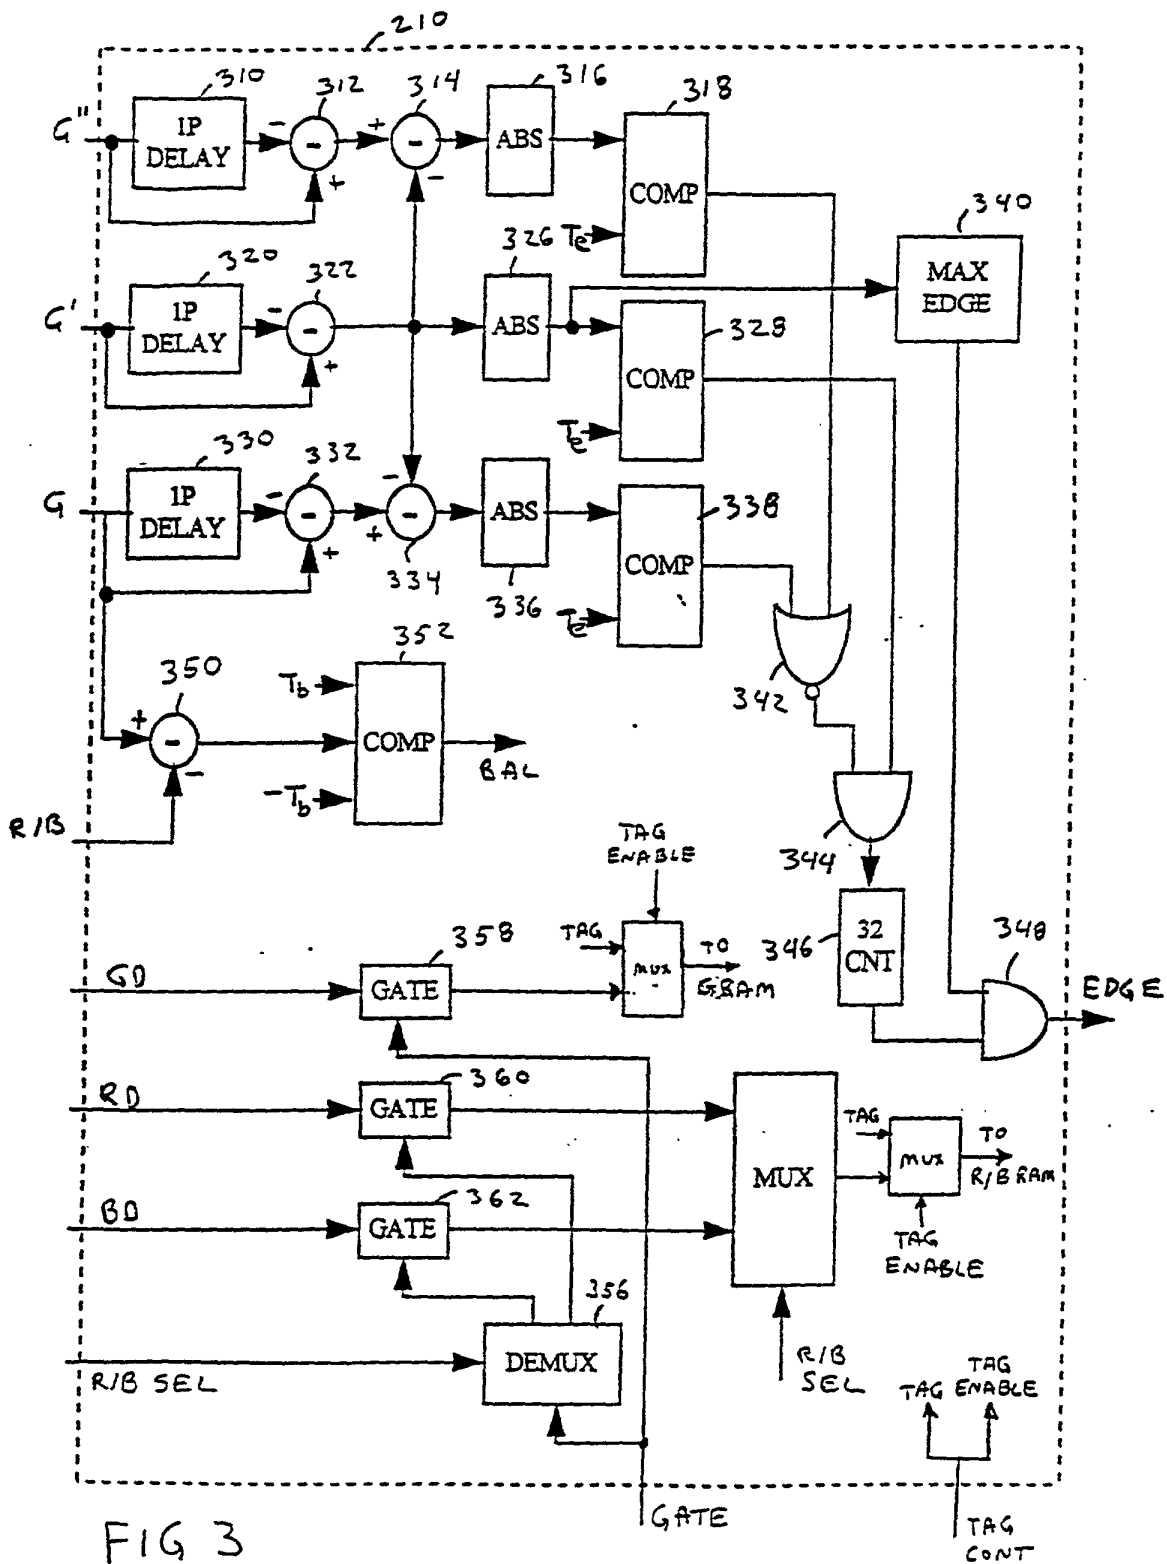 210
310
312
314
316
318
G"
1P
DELAY
-
-
+
+
-
-
ABS
COMP
Te
340
MAX
EDGE
320
322
326
328
G'
1P
DELAY
-
-
+
ABS
COMP
Te
330
332
338
G
1P
DELAY
-
-
+
-
-
+
334
ABS
336
COMP
Te
342
350
352
+
-
-
R/B
Tb
COMP
-Tb
BAL
344
346
32
CNT
348
EDGE
TAG
ENABLE
TAG
MUX
TO
GRAM
GD
358
GATE
RD
360
GATE
BD
362
GATE
MUX
TAG
MUX
TO
R/B RAM
TAG
ENABLE
356
DEMUX
R/B SEL
R/B
SEL
TAG
TAG
ENABLE
GATE
TAG
CONT
FIG 3